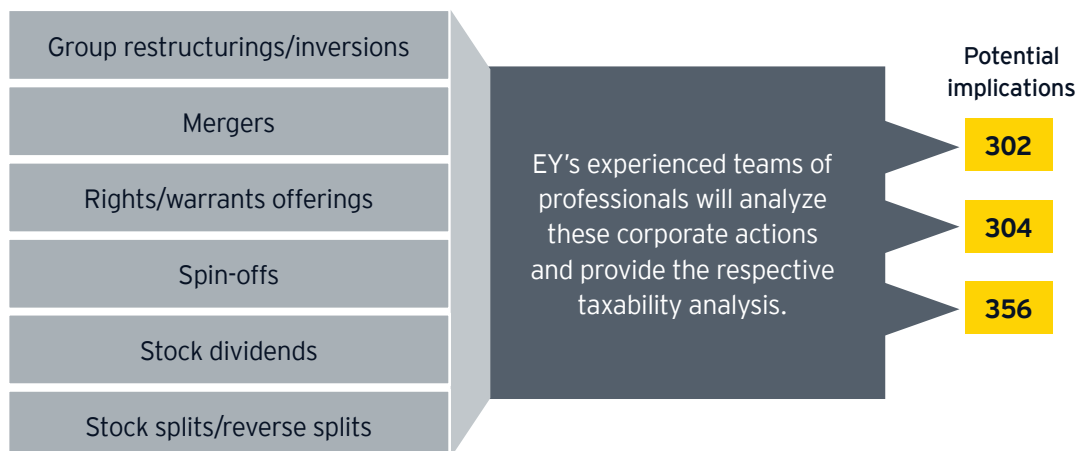 Group restructurings/inversions
Mergers
Rights/warrants offerings
Spin-offs
Stock dividends
Stock splits/reverse splits
EY’s experienced teams of
professionals will analyze
these corporate actions
and provide the respective
taxability analysis.
Potential
implications
302
304
356